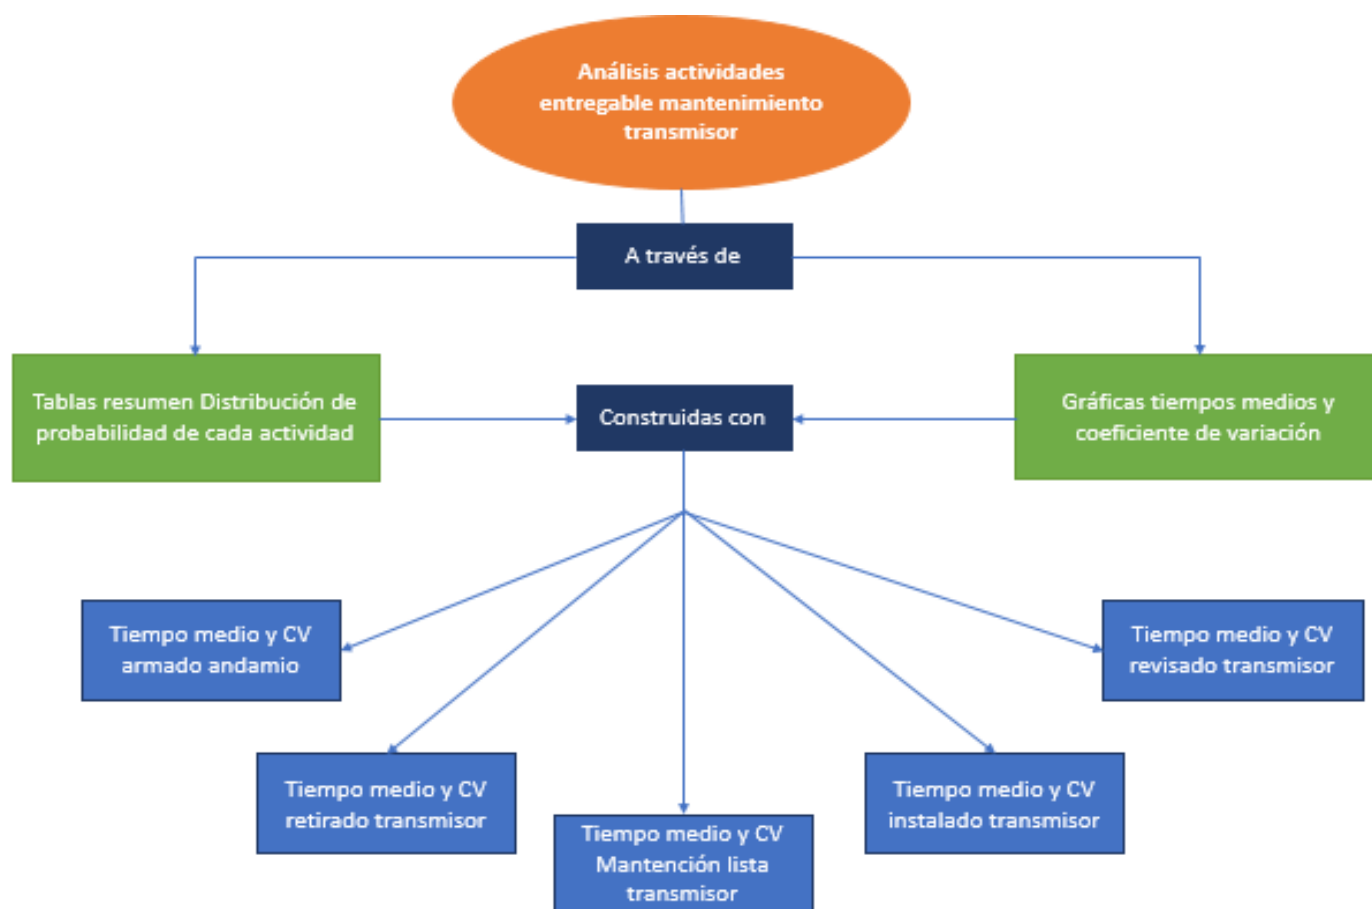 Análisis actividades
entregable mantenimiento
transmisor
A través de
Tablas resumen Distribución de
probabilidad de cada actividad
Construidas con
Gráficas tiempos medios y
coeficiente de variación
Tiempo medio y CV
armado andamio
Tiempo medio y CV
revisado transmisor
Tiempo medio y CV
retirado transmisor
Tiempo medio y CV
instalado transmisor
Tiempo medio y CV
Mantención lista
transmisor